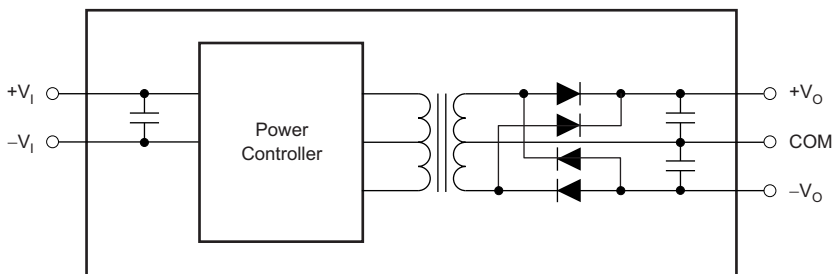 +V_I
−V_I
Power
Controller
+V_O
COM
−V_O